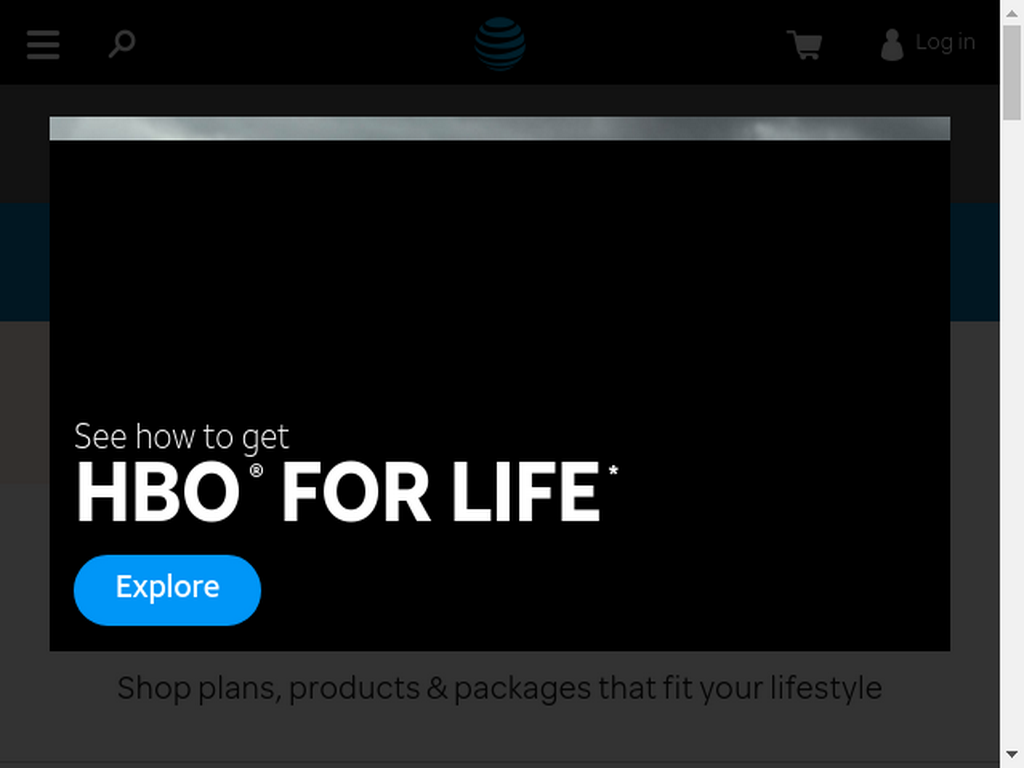 Log in
See how to get
HBO® FOR LIFE*
Explore
Shop plans, products & packages that fit your lifestyle